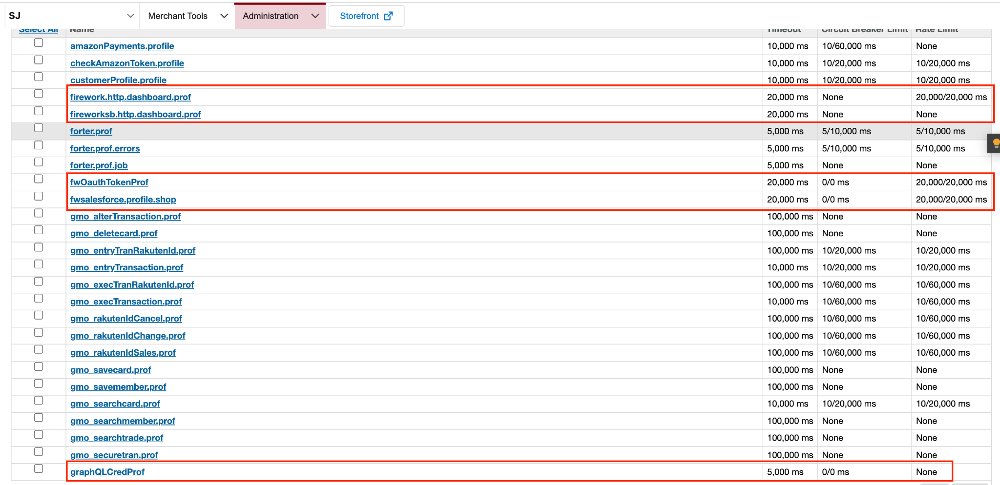 SJ Merchant Tools Administration Storefront
Select All Name Timeout Circuit Breaker Limit Rate Limit
amazonPayments.profile 10,000 ms 10/60,000 ms None
checkAmazonToken.profile 10,000 ms 10/20,000 ms 10/20,000 ms
customerProfile.profile 10,000 ms 10/20,000 ms 10/20,000 ms
firework.http.dashboard.prof 20,000 ms None 20,000/20,000 ms
fireworksb.http.dashboard.prof 20,000 ms None None
forter.prof 5,000 ms 5/10,000 ms 5/10,000 ms
forter.prof.errors 5,000 ms 5/10,000 ms 5/10,000 ms
forter.prof.job 5,000 ms None None
fwOauthTokenProf 20,000 ms 0/0 ms 20,000/20,000 ms
fwsalesforce.profile.shop 20,000 ms 0/0 ms 20,000/20,000 ms
gmo_alterTransaction.prof 100,000 ms None None
gmo_deletecard.prof 100,000 ms None None
gmo_entryTranRakutenId.prof 100,000 ms 10/20,000 ms 10/20,000 ms
gmo_entryTransaction.prof 10,000 ms 10/20,000 ms 10/20,000 ms
gmo_execTranRakutenId.prof 100,000 ms 10/60,000 ms 10/60,000 ms
gmo_execTransaction.prof 10,000 ms 10/60,000 ms 10/60,000 ms
gmo_rakutenIdCancel.prof 100,000 ms 10/60,000 ms 10/60,000 ms
gmo_rakutenIdChange.prof 100,000 ms 10/60,000 ms 10/60,000 ms
gmo_rakutenIdSales.prof 100,000 ms 10/60,000 ms 10/60,000 ms
gmo_savecard.prof 100,000 ms None None
gmo_savemember.prof 100,000 ms None None
gmo_searchcard.prof 10,000 ms 10/20,000 ms 10/20,000 ms
gmo_searchmember.prof 100,000 ms None None
gmo_searchtrade.prof 100,000 ms None None
gmo_securetran.prof 100,000 ms None None
graphQLCredProf 5,000 ms 0/0 ms None